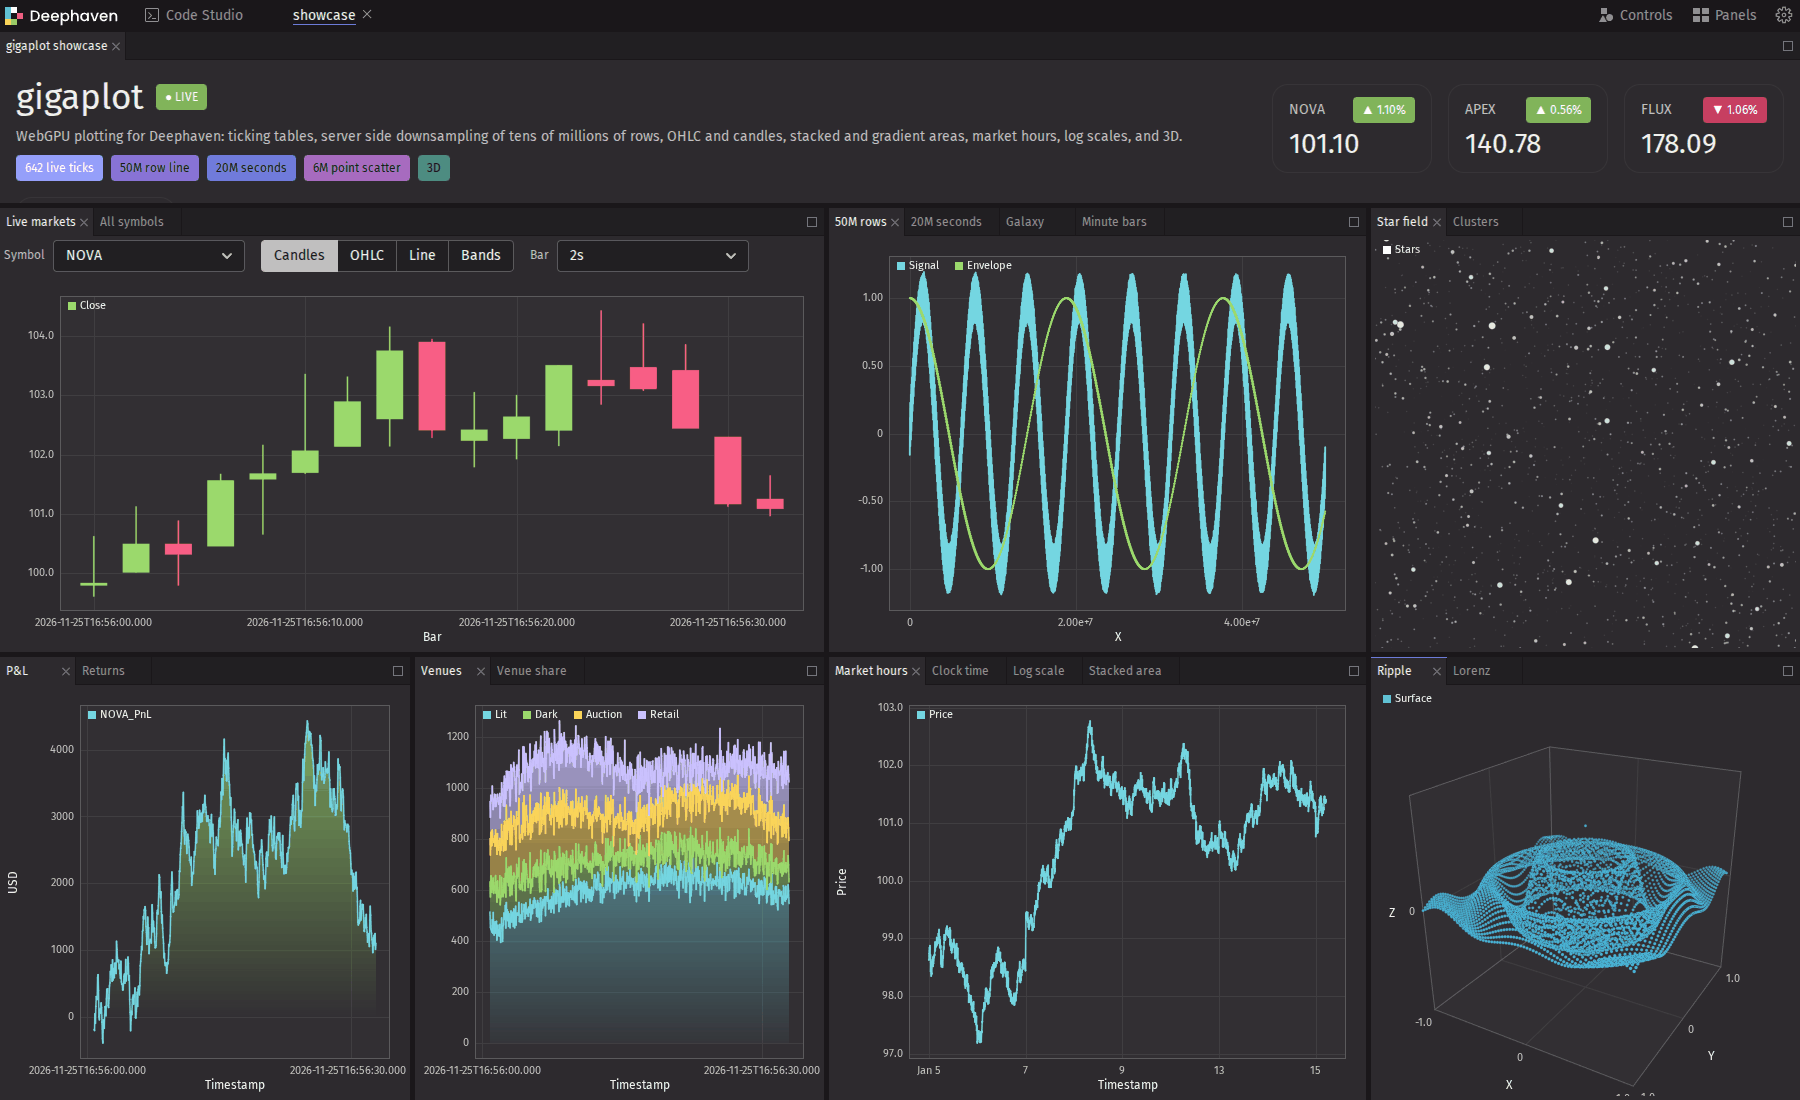 Deephaven
Code Studio
showcase
Controls
Panels
gigaplot showcase
gigaplot
● LIVE
WebGPU plotting for Deephaven: ticking tables, server side downsampling of tens of millions of rows, OHLC and candles, stacked and gradient areas, market hours, log scales, and 3D.
642 live ticks
50M row line
20M seconds
6M point scatter
3D
NOVA
▲ 1.10%
101.10
APEX
▲ 0.56%
140.78
FLUX
▼ 1.06%
178.09
Live markets
All symbols
Symbol
NOVA
Candles
OHLC
Line
Bands
Bar
2s
Close
104.0
103.0
102.0
101.0
100.0
2026-11-25T16:56:00.000
2026-11-25T16:56:10.000
2026-11-25T16:56:20.000
2026-11-25T16:56:30.000
Bar
50M rows
20M seconds
Galaxy
Minute bars
Signal
Envelope
1.00
0.50
0
-0.50
-1.00
0
2.00e+7
4.00e+7
X
Star field
Clusters
Stars
P&L
Returns
NOVA_PnL
4000
3000
2000
1000
0
USD
2026-11-25T16:56:00.000
2026-11-25T16:56:30.000
Timestamp
Venues
Venue share
Lit
Dark
Auction
Retail
1200
1000
800
600
400
200
0
2026-11-25T16:56:00.000
2026-11-25T16:56:30.000
Timestamp
Market hours
Clock time
Log scale
Stacked area
Price
103.0
102.0
101.0
100.0
99.0
98.0
97.0
Price
Jan 5
7
9
13
15
Timestamp
Ripple
Lorenz
Surface
Z
0
-1.0
0
X
1.0
0
Y